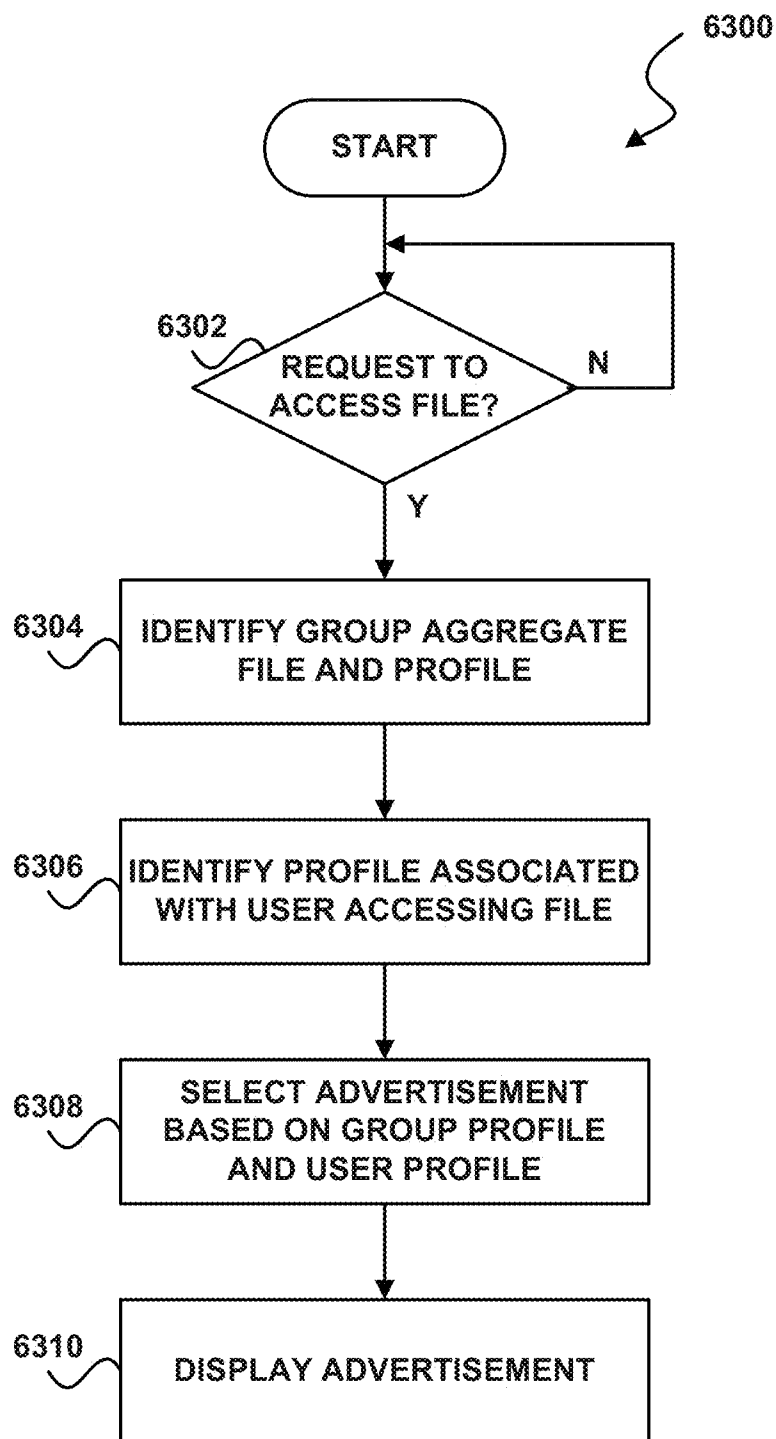 6300
START
6302
REQUEST TO
ACCESS FILE?
N
Y
6304
IDENTIFY GROUP AGGREGATE
FILE AND PROFILE
6306
IDENTIFY PROFILE ASSOCIATED
WITH USER ACCESSING FILE
6308
SELECT ADVERTISEMENT
BASED ON GROUP PROFILE
AND USER PROFILE
6310
DISPLAY ADVERTISEMENT